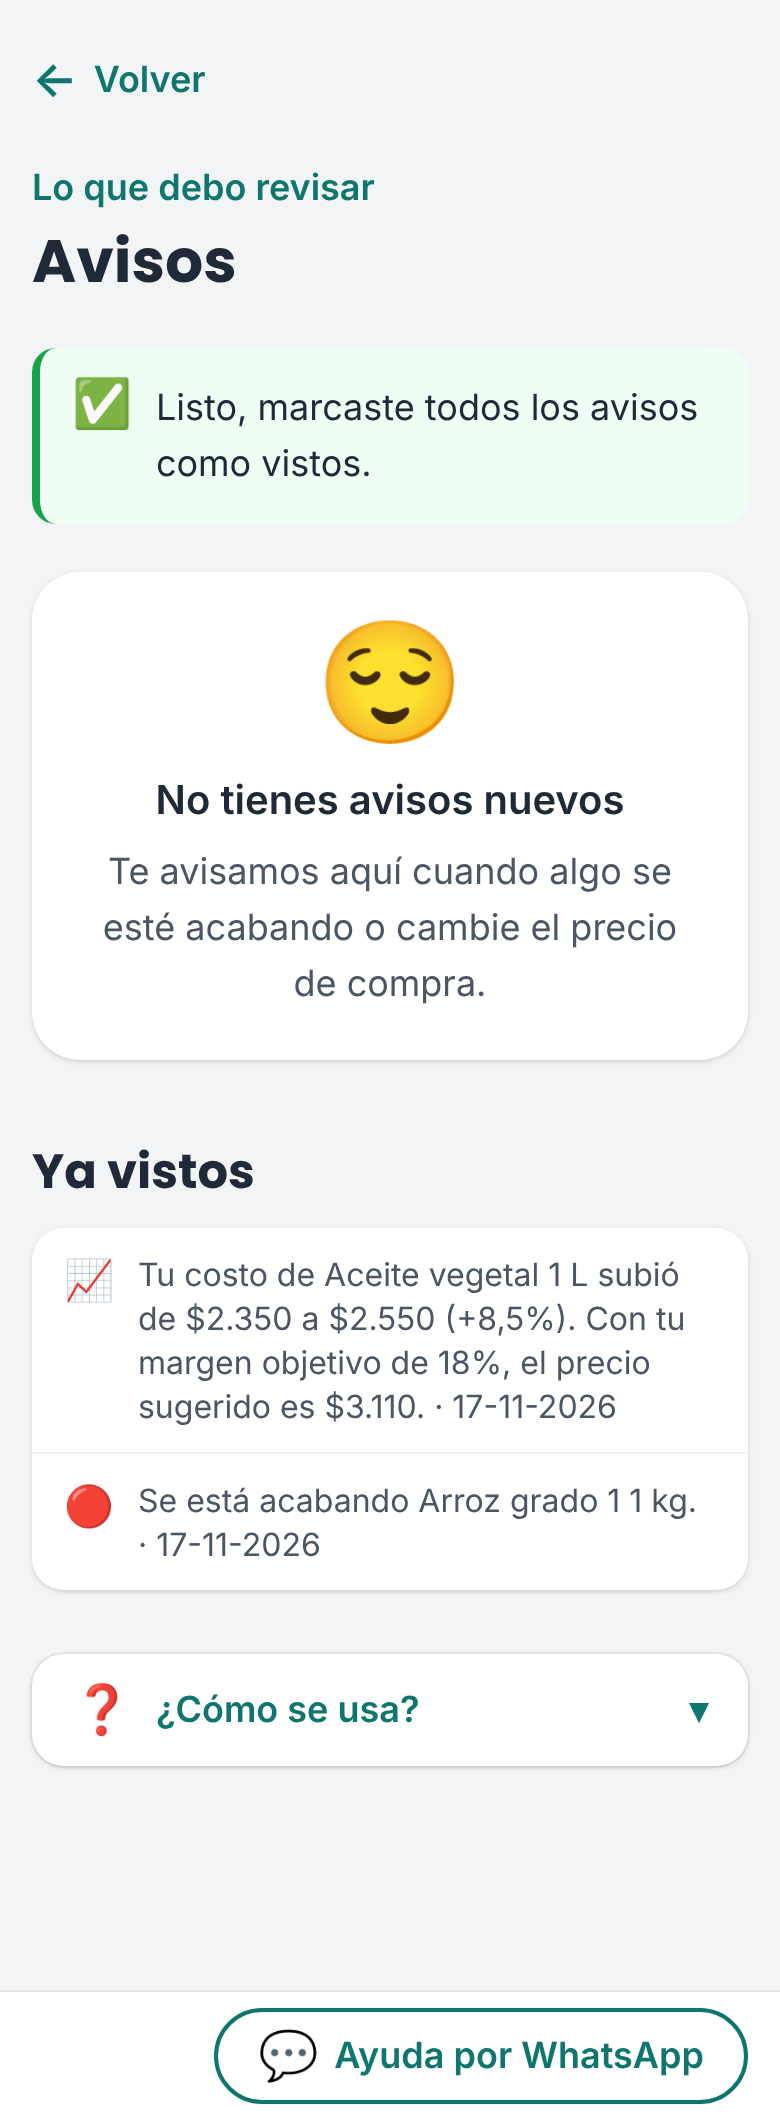 ← Volver
Lo que debo revisar
Avisos
Listo, marcaste todos los avisos
como vistos.
No tienes avisos nuevos
Te avisamos aquí cuando algo se
esté acabando o cambie el precio
de compra.
Ya vistos
Tu costo de Aceite vegetal 1 L subió
de $2.350 a $2.550 (+8,5%). Con tu
margen objetivo de 18%, el precio
sugerido es $3.110. · 17-11-2026
Se está acabando Arroz grado 1 1 kg.
· 17-11-2026
¿Cómo se usa? ▼
Ayuda por WhatsApp